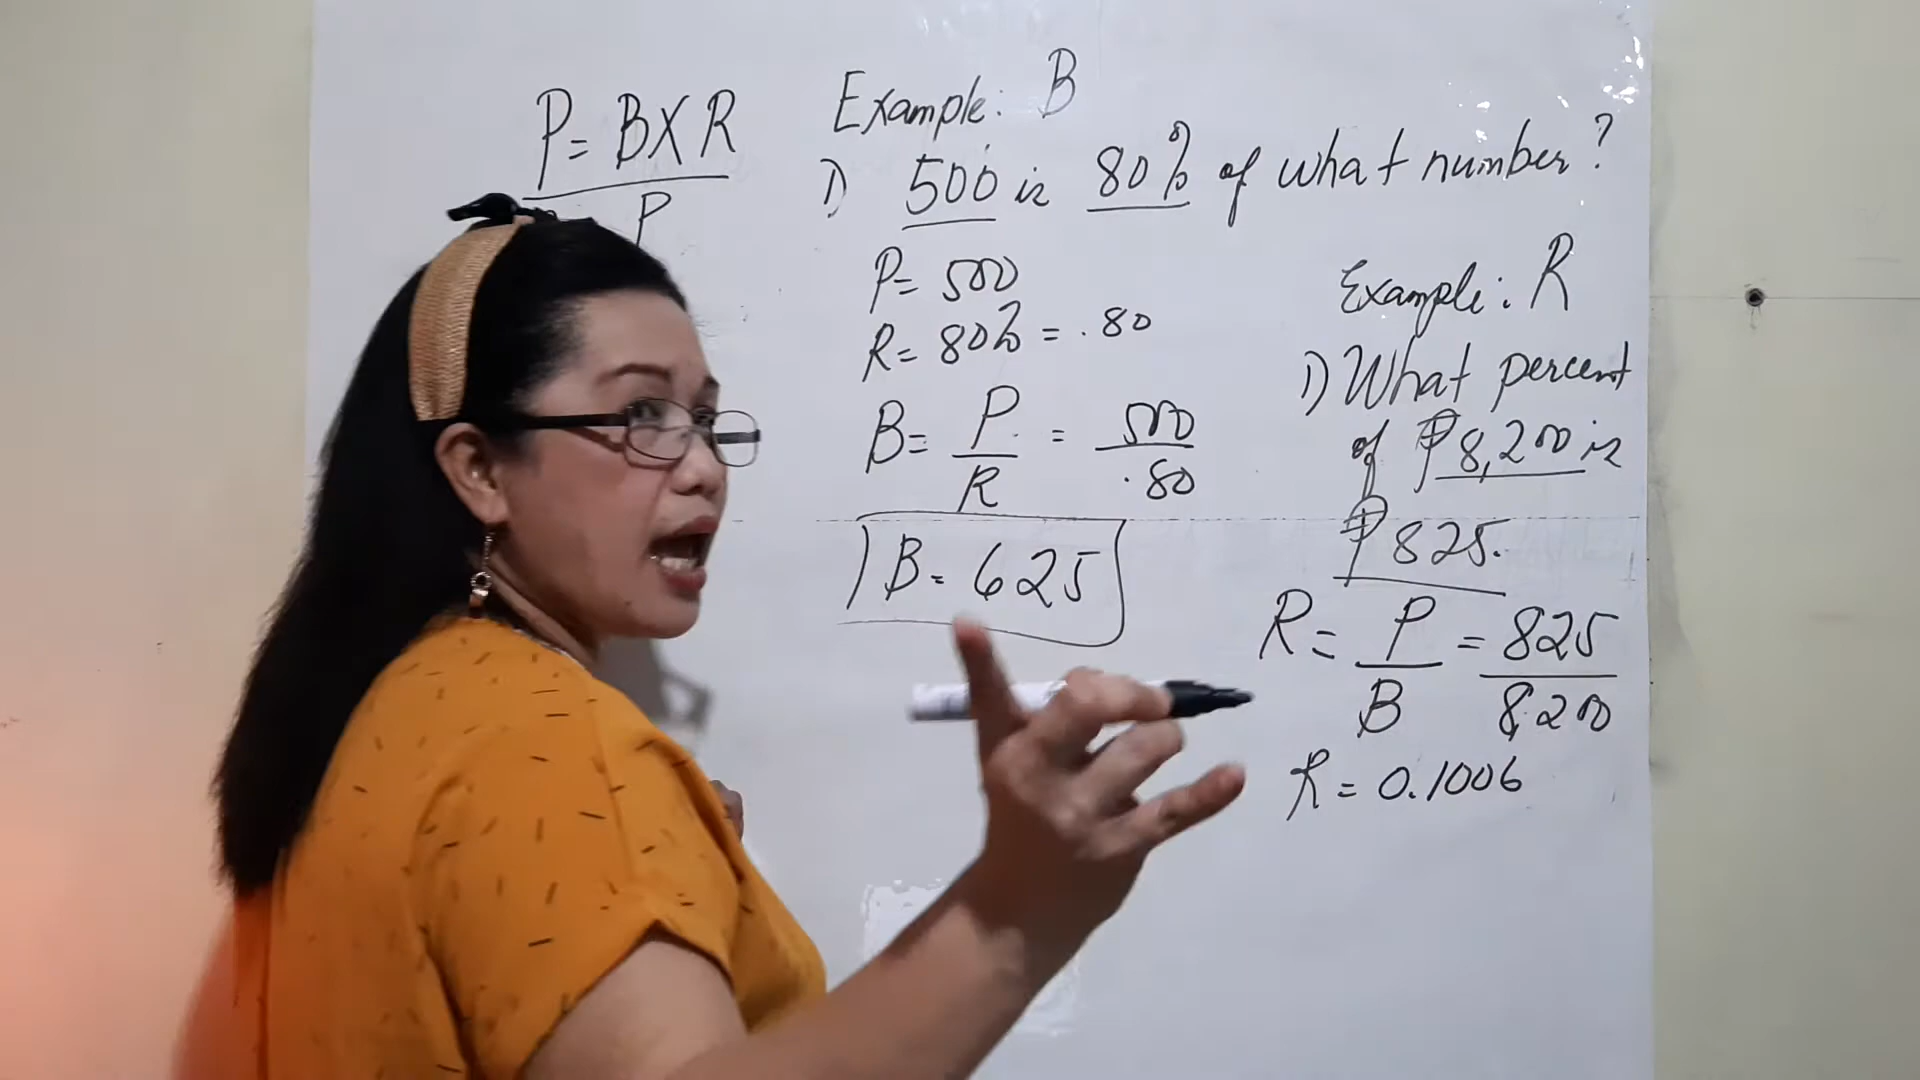 P = B X R
P
Example: B
1) 500 is 80% of what number?
P = 500
R = 80% = .80
B = P/R = 500/.80
B = 625
Example: R
1) What percent
of ₱8,200 is
₱825.
R = P/B = 825/8,200
R = 0.1006